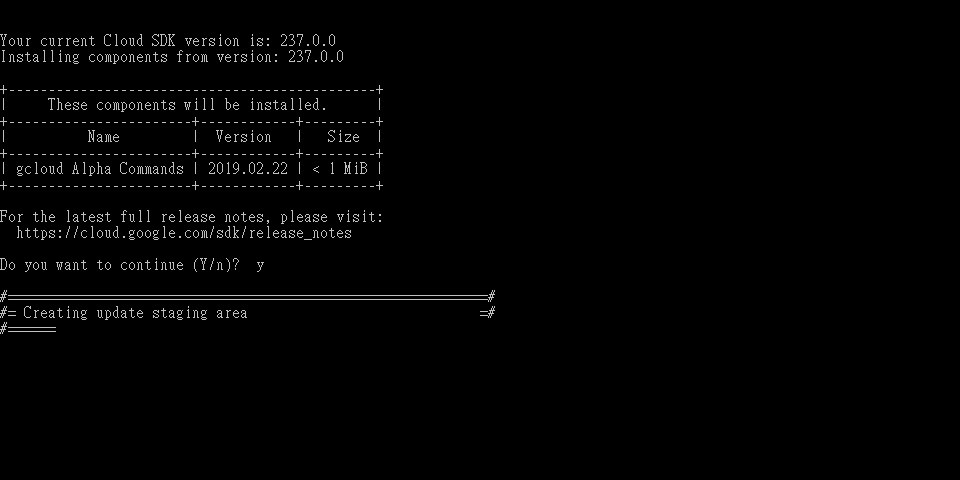 Your current Cloud SDK version is: 237.0.0
Installing components from version: 237.0.0
+----------------------------------------------+
|     These components will be installed.      |
+-----------------------+------------+---------+
|          Name         |  Version   |   Size  |
+-----------------------+------------+---------+
| gcloud Alpha Commands | 2019.02.22 | < 1 MiB |
+-----------------------+------------+---------+
For the latest full release notes, please visit:
  https://cloud.google.com/sdk/release_notes
Do you want to continue (Y/n)?  y
#============================================================#
#= Creating update staging area                             =#
#======